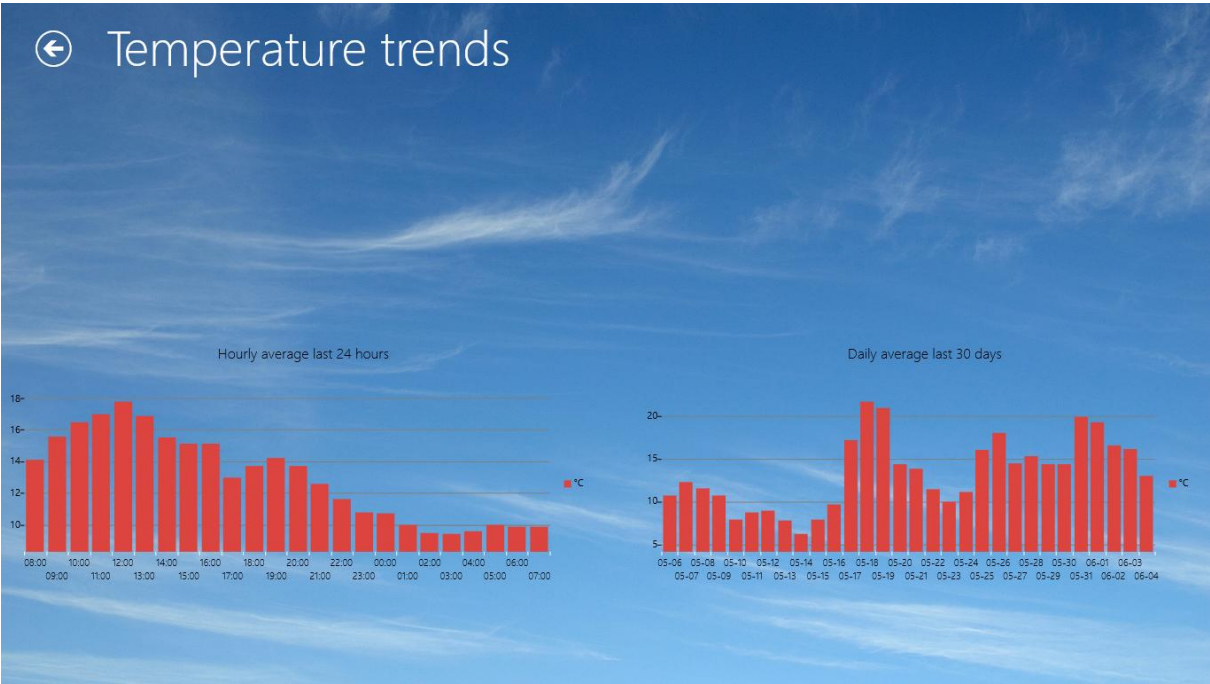 Temperature trends
Hourly average last 24 hours
18-
16-
14-
12-
10-
°C
08:00 10:00 12:00 14:00 16:00 18:00 20:00 22:00 00:00 02:00 04:00 06:00
09:00 11:00 13:00 15:00 17:00 19:00 21:00 23:00 01:00 03:00 05:00 07:00
Daily average last 30 days
20-
15-
10-
5-
°C
05-06 05-08 05-10 05-12 05-14 05-16 05-18 05-20 05-22 05-24 05-26 05-28 05-30 06-01 06-03
05-07 05-09 05-11 05-13 05-15 05-17 05-19 05-21 05-23 05-25 05-27 05-29 05-31 06-02 06-04